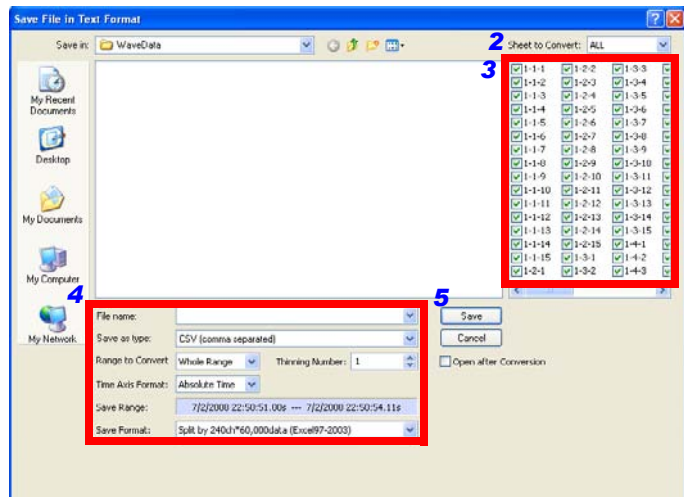 Save File in Text Format
Save in: WaveData
2 Sheet to Convert: ALL
3
1-1-1 1-2-2 1-3-3
1-1-2 1-2-3 1-3-4
1-1-3 1-2-4 1-3-5
1-1-4 1-2-5 1-3-6
1-1-5 1-2-6 1-3-7
1-1-6 1-2-7 1-3-8
1-1-7 1-2-8 1-3-9
1-1-8 1-2-9 1-3-10
1-1-9 1-2-10 1-3-11
1-1-10 1-2-11 1-3-12
1-1-11 1-2-12 1-3-13
1-1-12 1-2-13 1-3-14
1-1-13 1-2-14 1-3-15
1-1-14 1-2-15 1-4-1
1-1-15 1-3-1 1-4-2
1-2-1 1-3-2 1-4-3
My Recent
Documents
Desktop
My Documents
My Computer
My Network
4
File name:
Save as type: CSV (comma separated)
Range to Convert Whole Range Thinning Number: 1
Time Axis Format: Absolute Time
Save Range: 7/2/2008 22:50:51.00s --- 7/2/2008 22:50:54.11s
Save Format: Split by 240ch*60,000data (Excel97-2003)
5
Save
Cancel
Open after Conversion